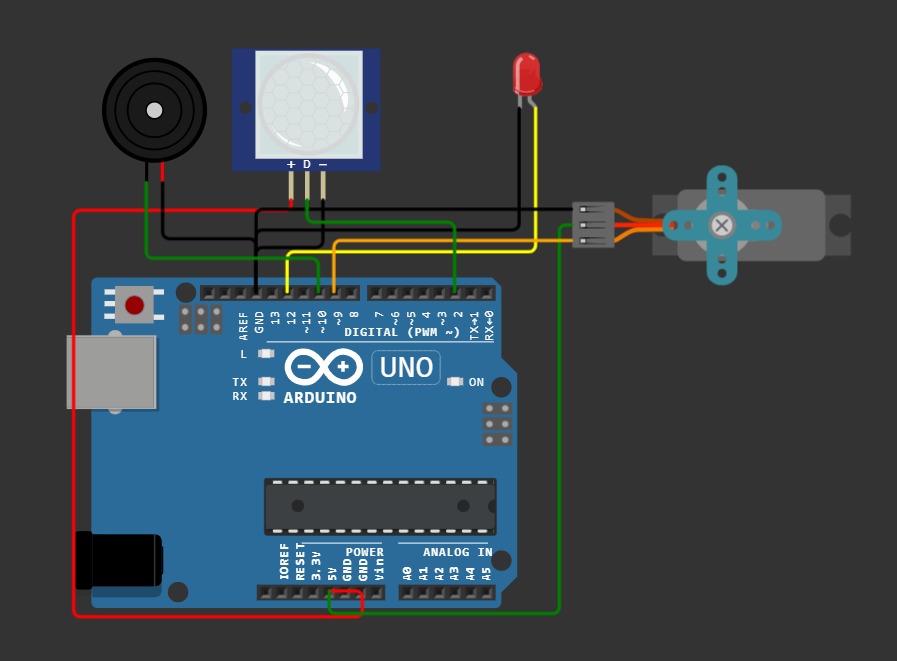 + D −
AREF
GND
13
12
~11
~10
~9
8
7
~6
~5
4
~3
2
TX→1
RX←0
DIGITAL (PWM ~)
L
TX
RX
− +
UNO
ON
ARDUINO
POWER
ANALOG IN
IOREF
RESET
3.3V
5V
GND
GND
Vin
A0
A1
A2
A3
A4
A5